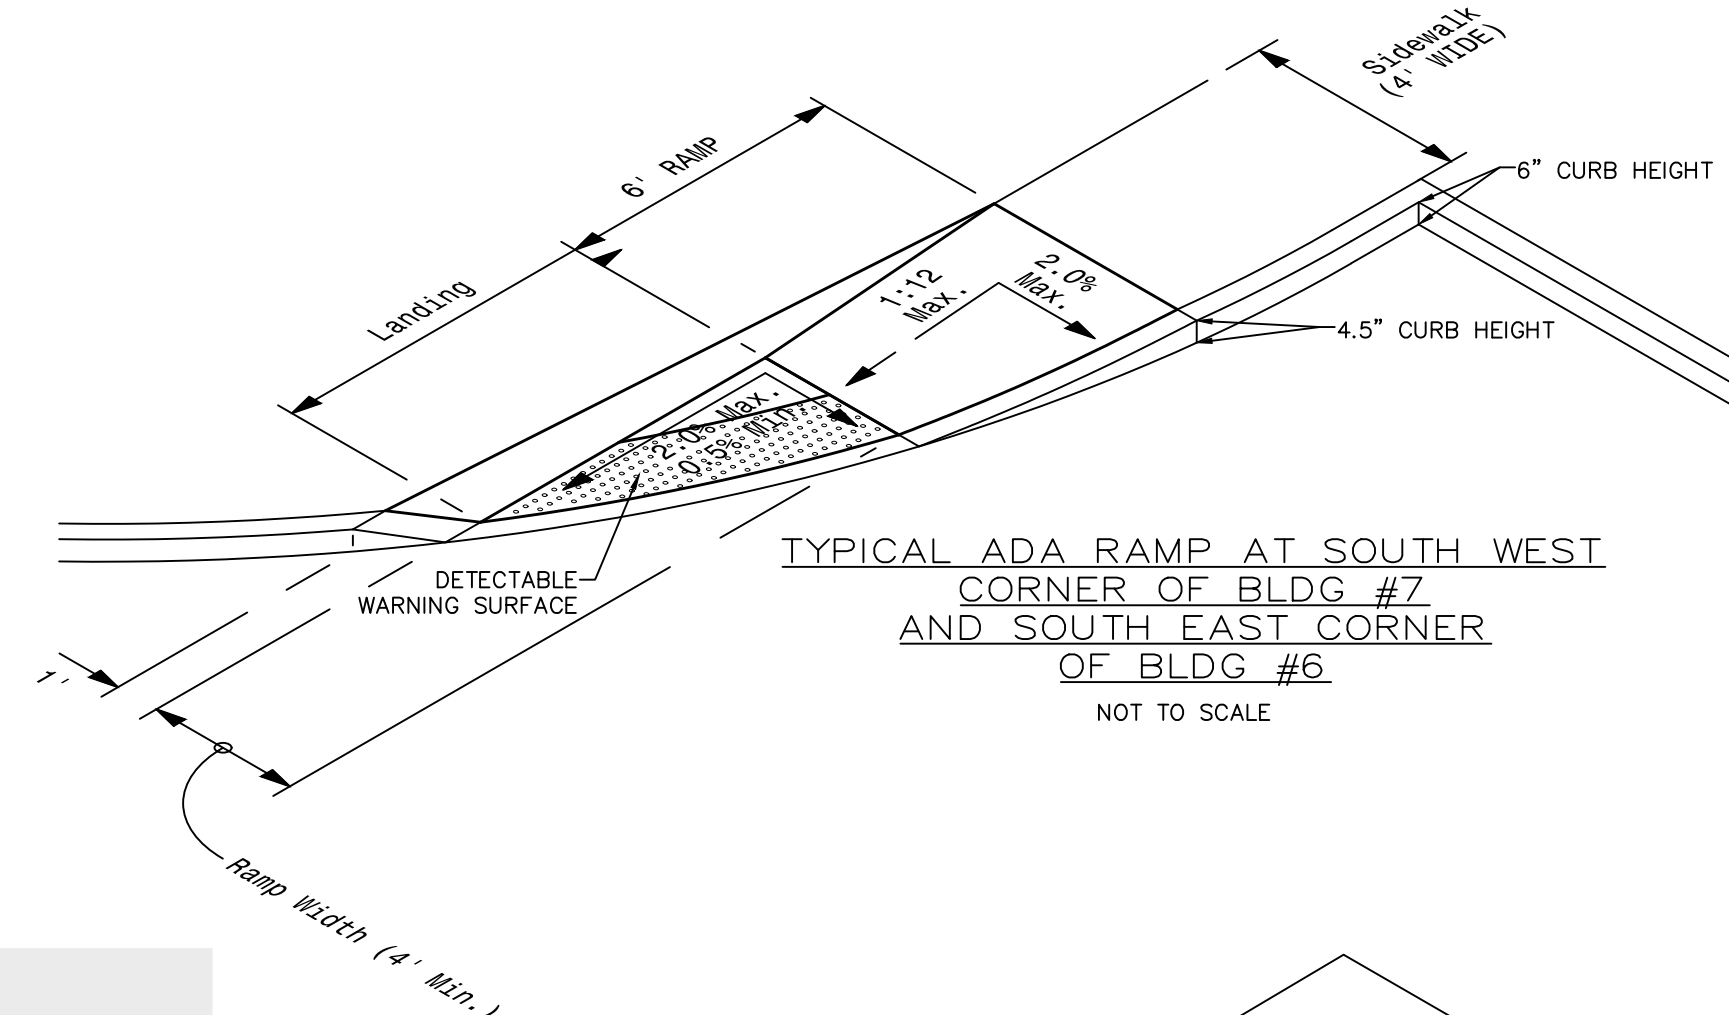 Sidewalk
(4' WIDE)
6' RAMP
6” CURB HEIGHT
Landing
1:12
Max.
2.0%
Max.
4.5” CURB HEIGHT
2.0% Max.
0.5% Min.
DETECTABLE
WARNING SURFACE
TYPICAL ADA RAMP AT SOUTH WEST
CORNER OF BLDG #7
AND SOUTH EAST CORNER
OF BLDG #6
NOT TO SCALE
1'
Ramp Width (4' Min.)